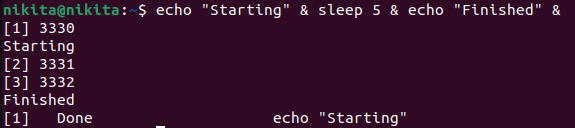 nikita@nikita:~$ echo "Starting" & sleep 5 & echo "Finished" &
[1] 3330
Starting
[2] 3331
[3] 3332
Finished
[1]   Done                    echo "Starting"